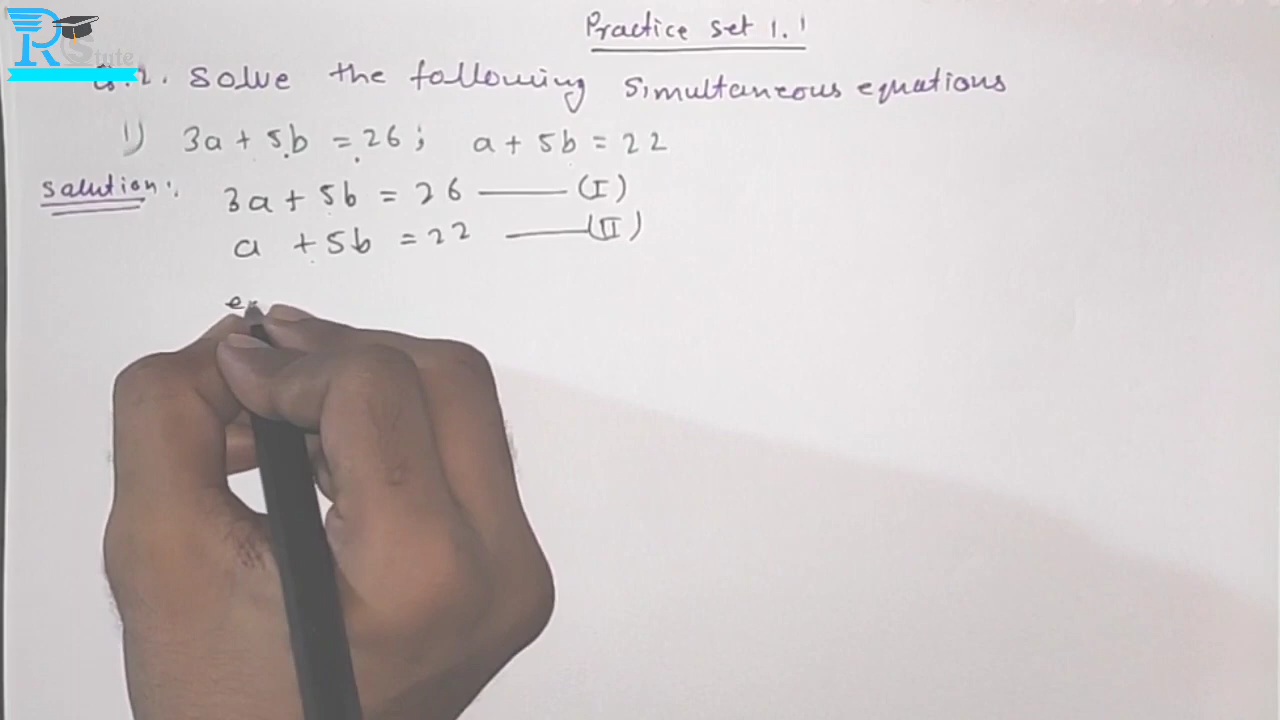 Practice set 1.1
Q.2. Solve the following simultaneous equations
1) 3a + 5b = 26 ; a + 5b = 22
Solution:.
3a + 5b = 26 —— (I)
a + 5b = 22 —— (II)